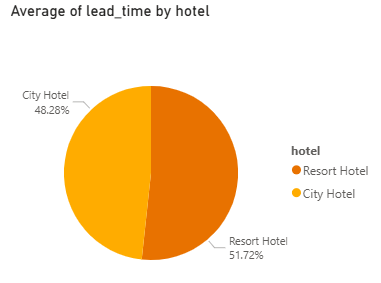 Average of lead_time by hotel
City Hotel
48.28%
hotel
Resort Hotel
City Hotel
Resort Hotel
51.72%